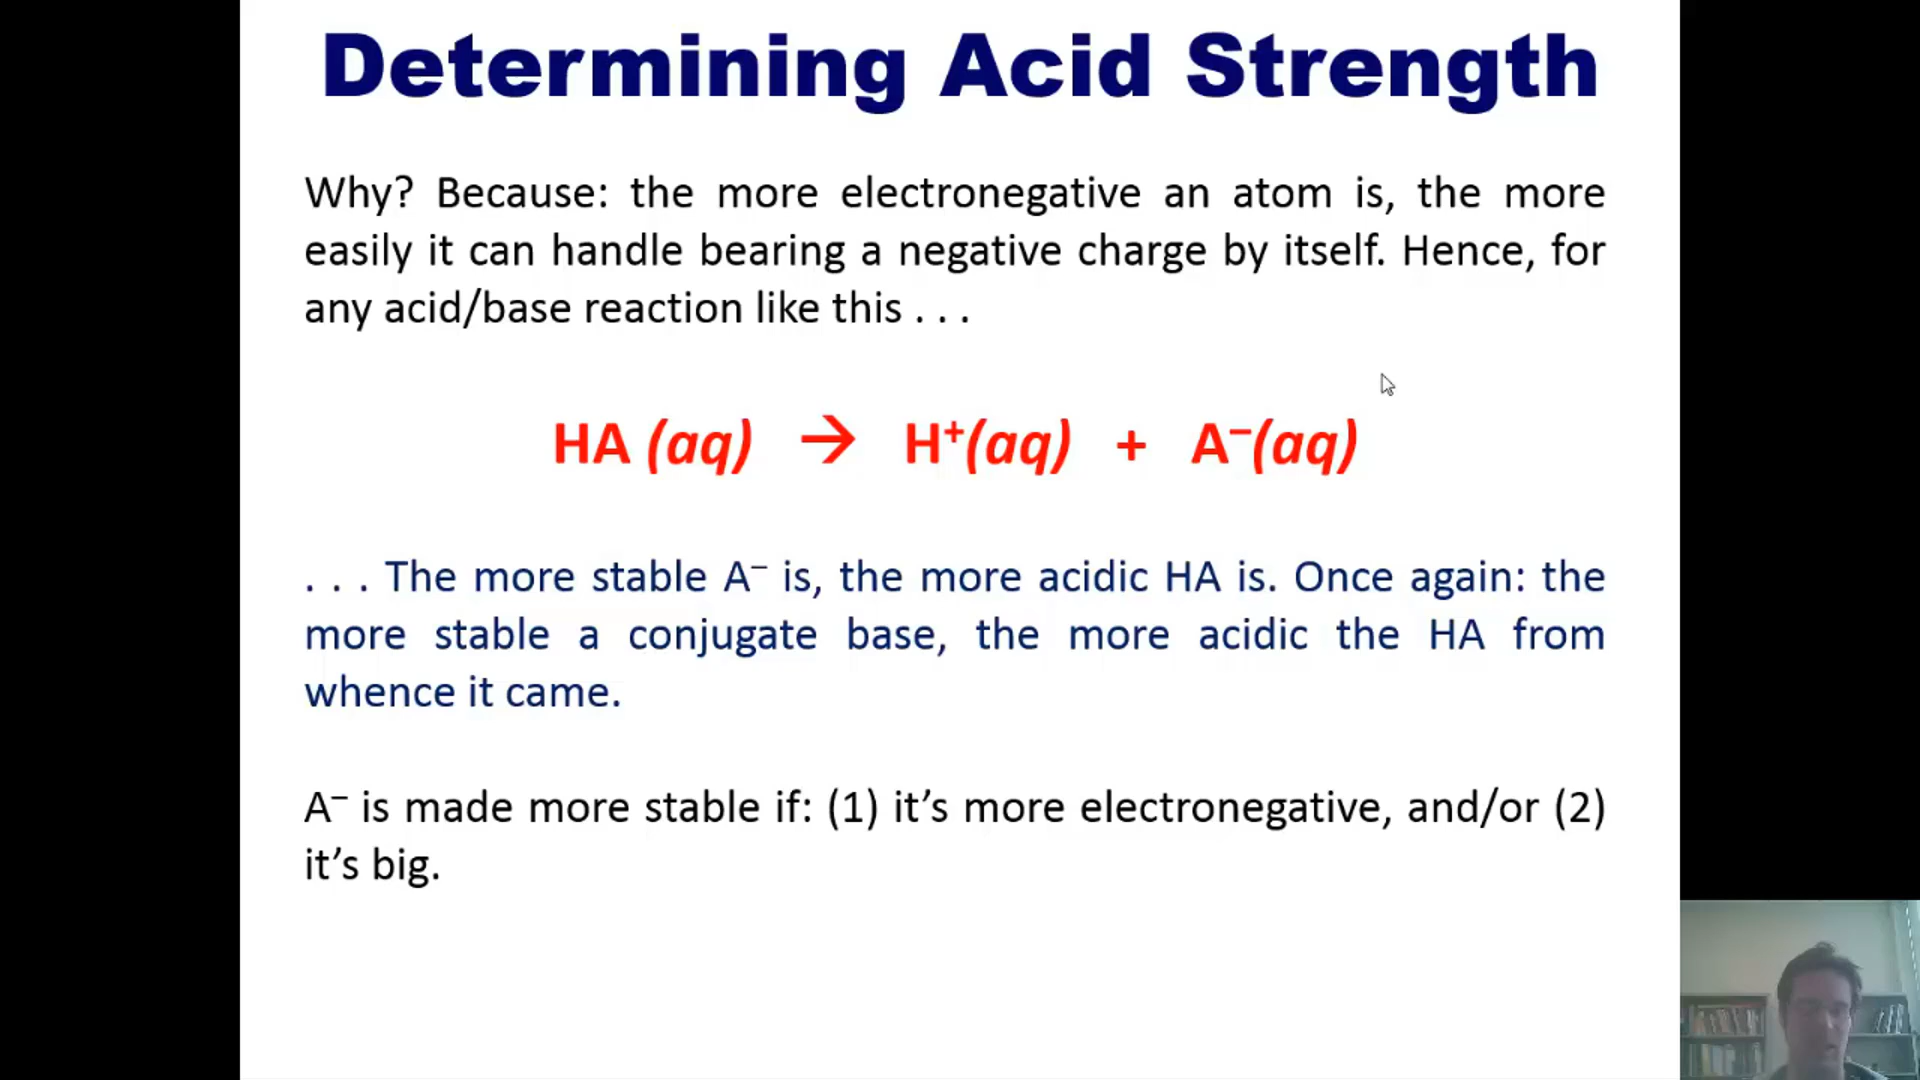 Determining Acid Strength
Why? Because: the more electronegative an atom is, the more
easily it can handle bearing a negative charge by itself. Hence, for
any acid/base reaction like this . . .
HA (aq) → H⁺(aq) + A⁻(aq)
. . . The more stable A⁻ is, the more acidic HA is. Once again: the
more stable a conjugate base, the more acidic the HA from
whence it came.
A⁻ is made more stable if: (1) it’s more electronegative, and/or (2)
it’s big.